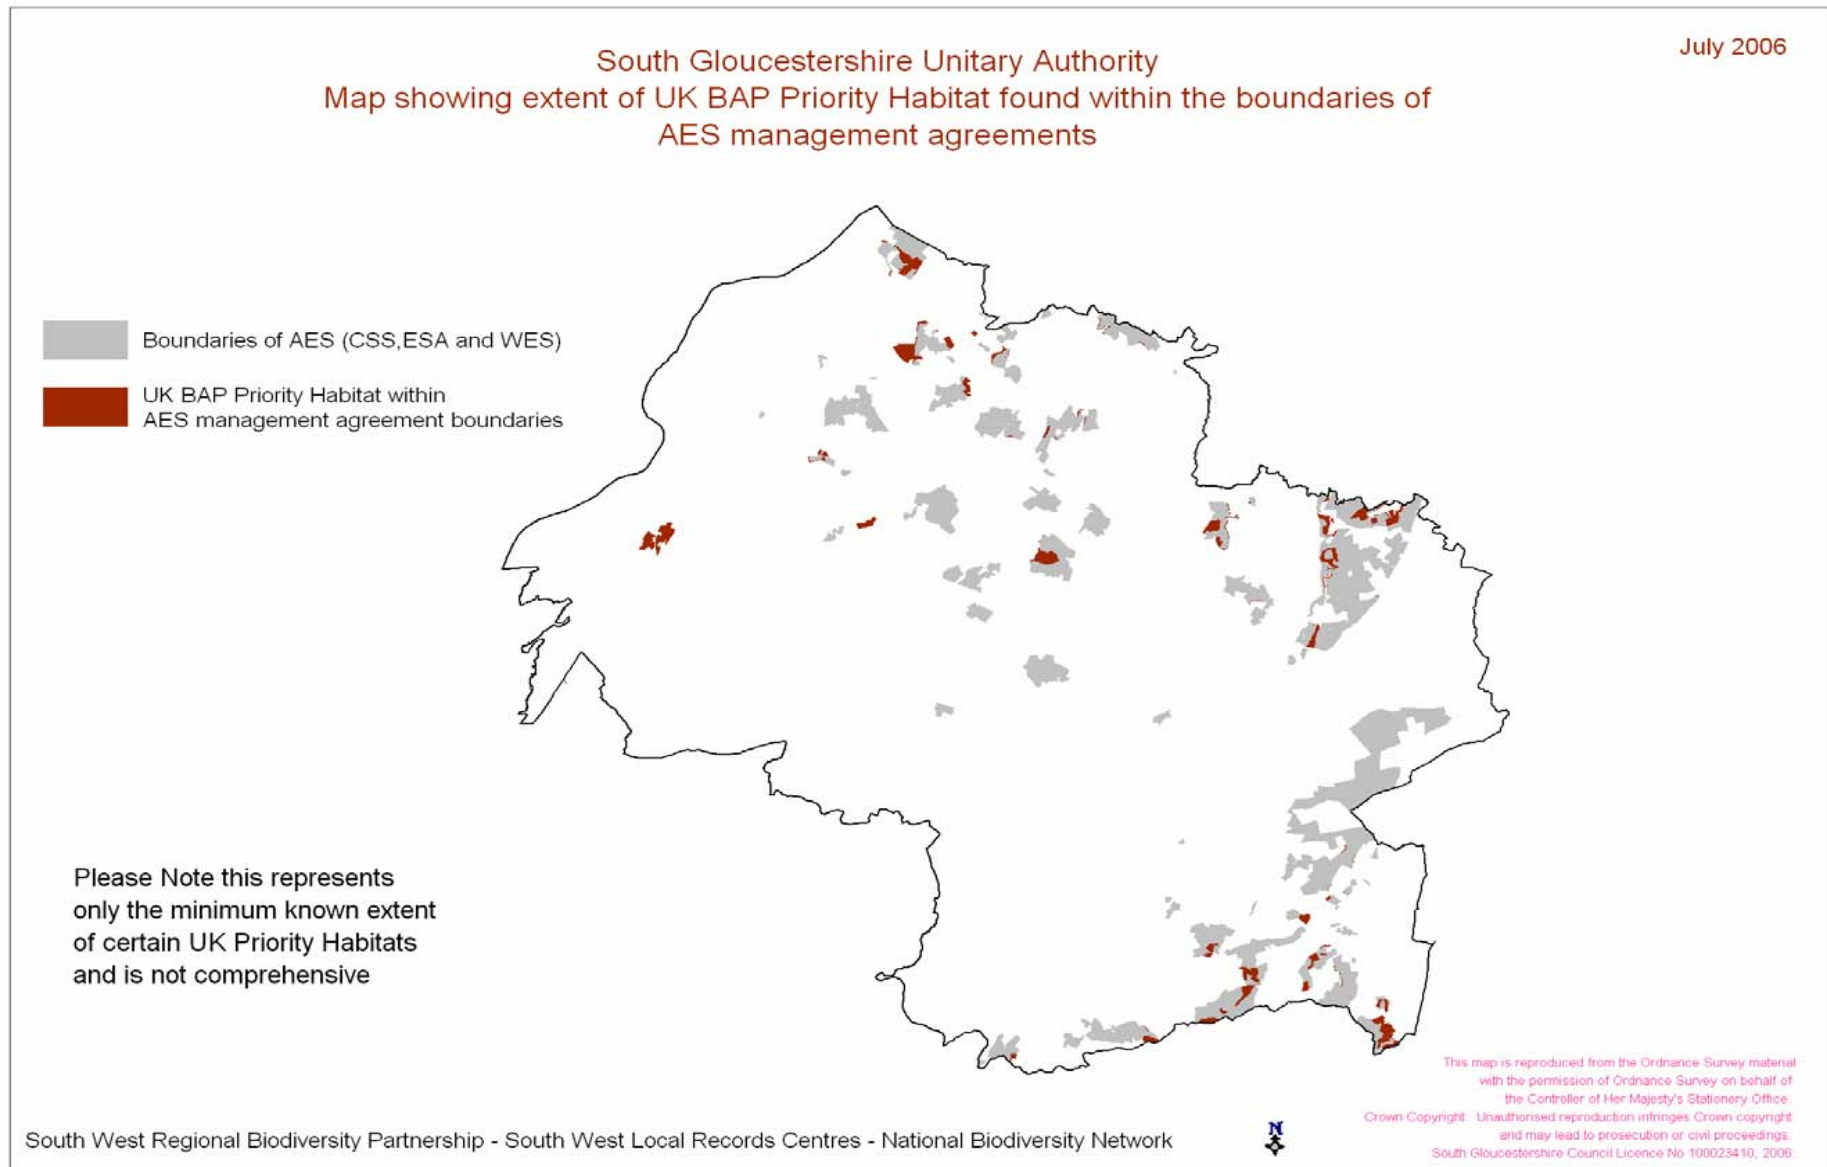 July 2006
South Gloucestershire Unitary Authority
Map showing extent of UK BAP Priority Habitat found within the boundaries of
AES management agreements
Boundaries of AES (CSS,ESA and WES)
UK BAP Priority Habitat within
AES management agreement boundaries
Please Note this represents
only the minimum known extent
of certain UK Priority Habitats
and is not comprehensive
This map is reproduced from the Ordnance Survey material
with the permission of Ordnance Survey on behalf of
the Controller of Her Majesty's Stationery Office.
Crown Copyright. Unauthorised reproduction infringes Crown copyright
and may lead to prosecution or civil proceedings.
South Gloucestershire Council Licence No 100023410, 2006.
South West Regional Biodiversity Partnership - South West Local Records Centres - National Biodiversity Network
N